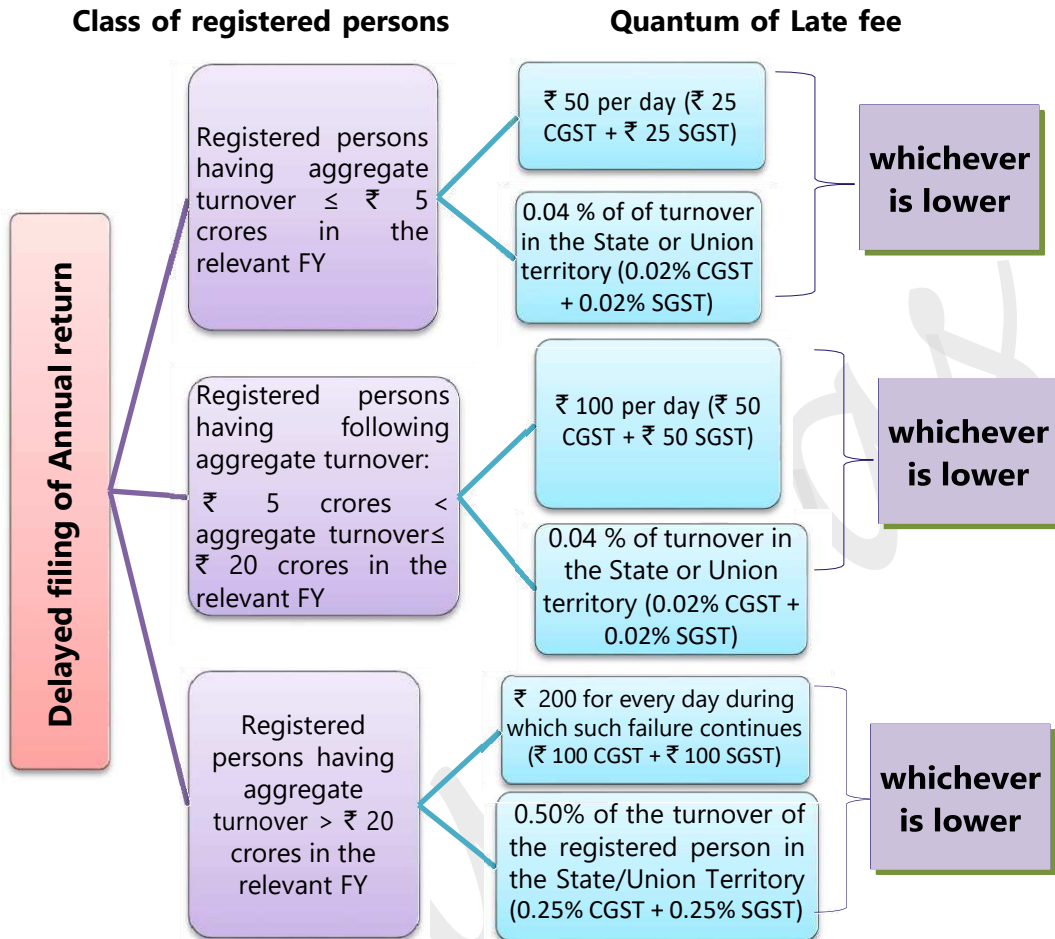 Class of registered persons
Quantum of Late fee
Delayed filing of Annual return
Registered persons
having aggregate
turnover ≤ ₹ 5
crores in the
relevant FY
₹ 50 per day (₹ 25
CGST + ₹ 25 SGST)
0.04 % of of turnover
in the State or Union
territory (0.02% CGST
+ 0.02% SGST)
whichever
is lower
Registered persons
having following
aggregate turnover:
₹ 5 crores <
aggregate turnover≤
₹ 20 crores in the
relevant FY
₹ 100 per day (₹ 50
CGST + ₹ 50 SGST)
0.04 % of turnover in
the State or Union
territory (0.02% CGST +
0.02% SGST)
whichever
is lower
Registered
persons having
aggregate
turnover > ₹ 20
crores in the
relevant FY
₹ 200 for every day during
which such failure continues
(₹ 100 CGST + ₹ 100 SGST)
0.50% of the turnover of
the registered person in
the State/Union Territory
(0.25% CGST + 0.25% SGST)
whichever
is lower